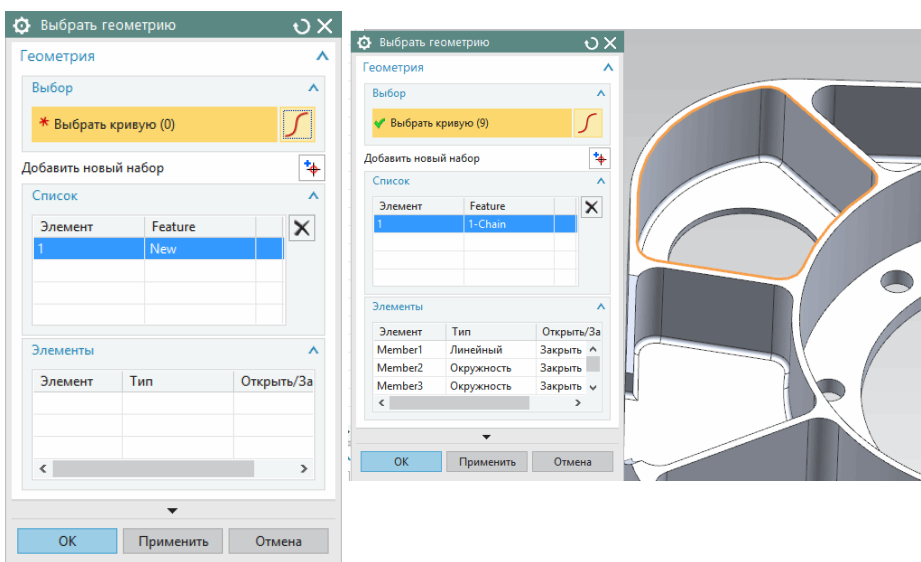 Выбрать геометрию
Геометрия
Выбор
* Выбрать кривую (0)
Добавить новый набор
Список
Элемент Feature
1 New
Элементы
Элемент Тип Открыть/За
ОК Применить Отмена
Выбрать геометрию
Геометрия
Выбор
Выбрать кривую (9)
Добавить новый набор
Список
Элемент Feature
1 1-Chain
Элементы
Элемент Тип Открыть/За
Member1 Линейный Закрыть
Member2 Окружность Закрыть
Member3 Окружность Закрыть
ОК Применить Отмена